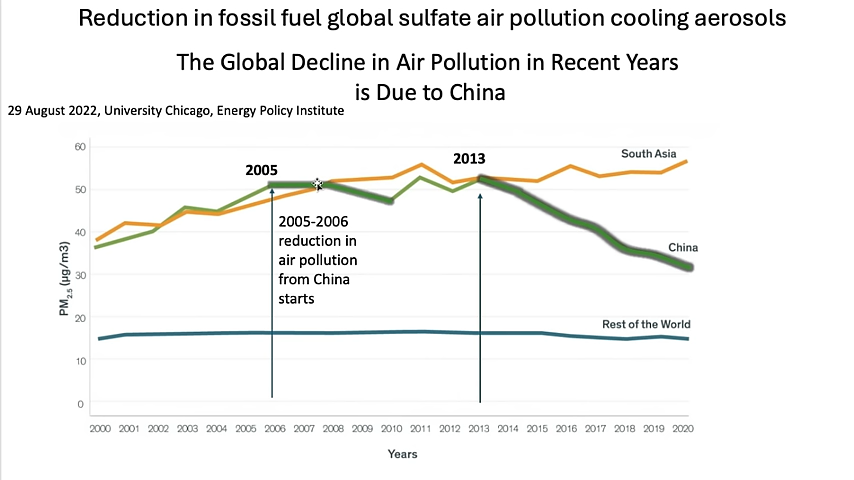 Reduction in fossil fuel global sulfate air pollution cooling aerosols
The Global Decline in Air Pollution in Recent Years
is Due to China
29 August 2022, University Chicago, Energy Policy Institute
60
50
40
30
20
10
0
PM2.5 (µg/m3)
2005
2013
South Asia
China
Rest of the World
2005-2006
reduction in
air pollution
from China
starts
2000 2001 2002 2003 2004 2005 2006 2007 2008 2009 2010 2011 2012 2013 2014 2015 2016 2017 2018 2019 2020
Years